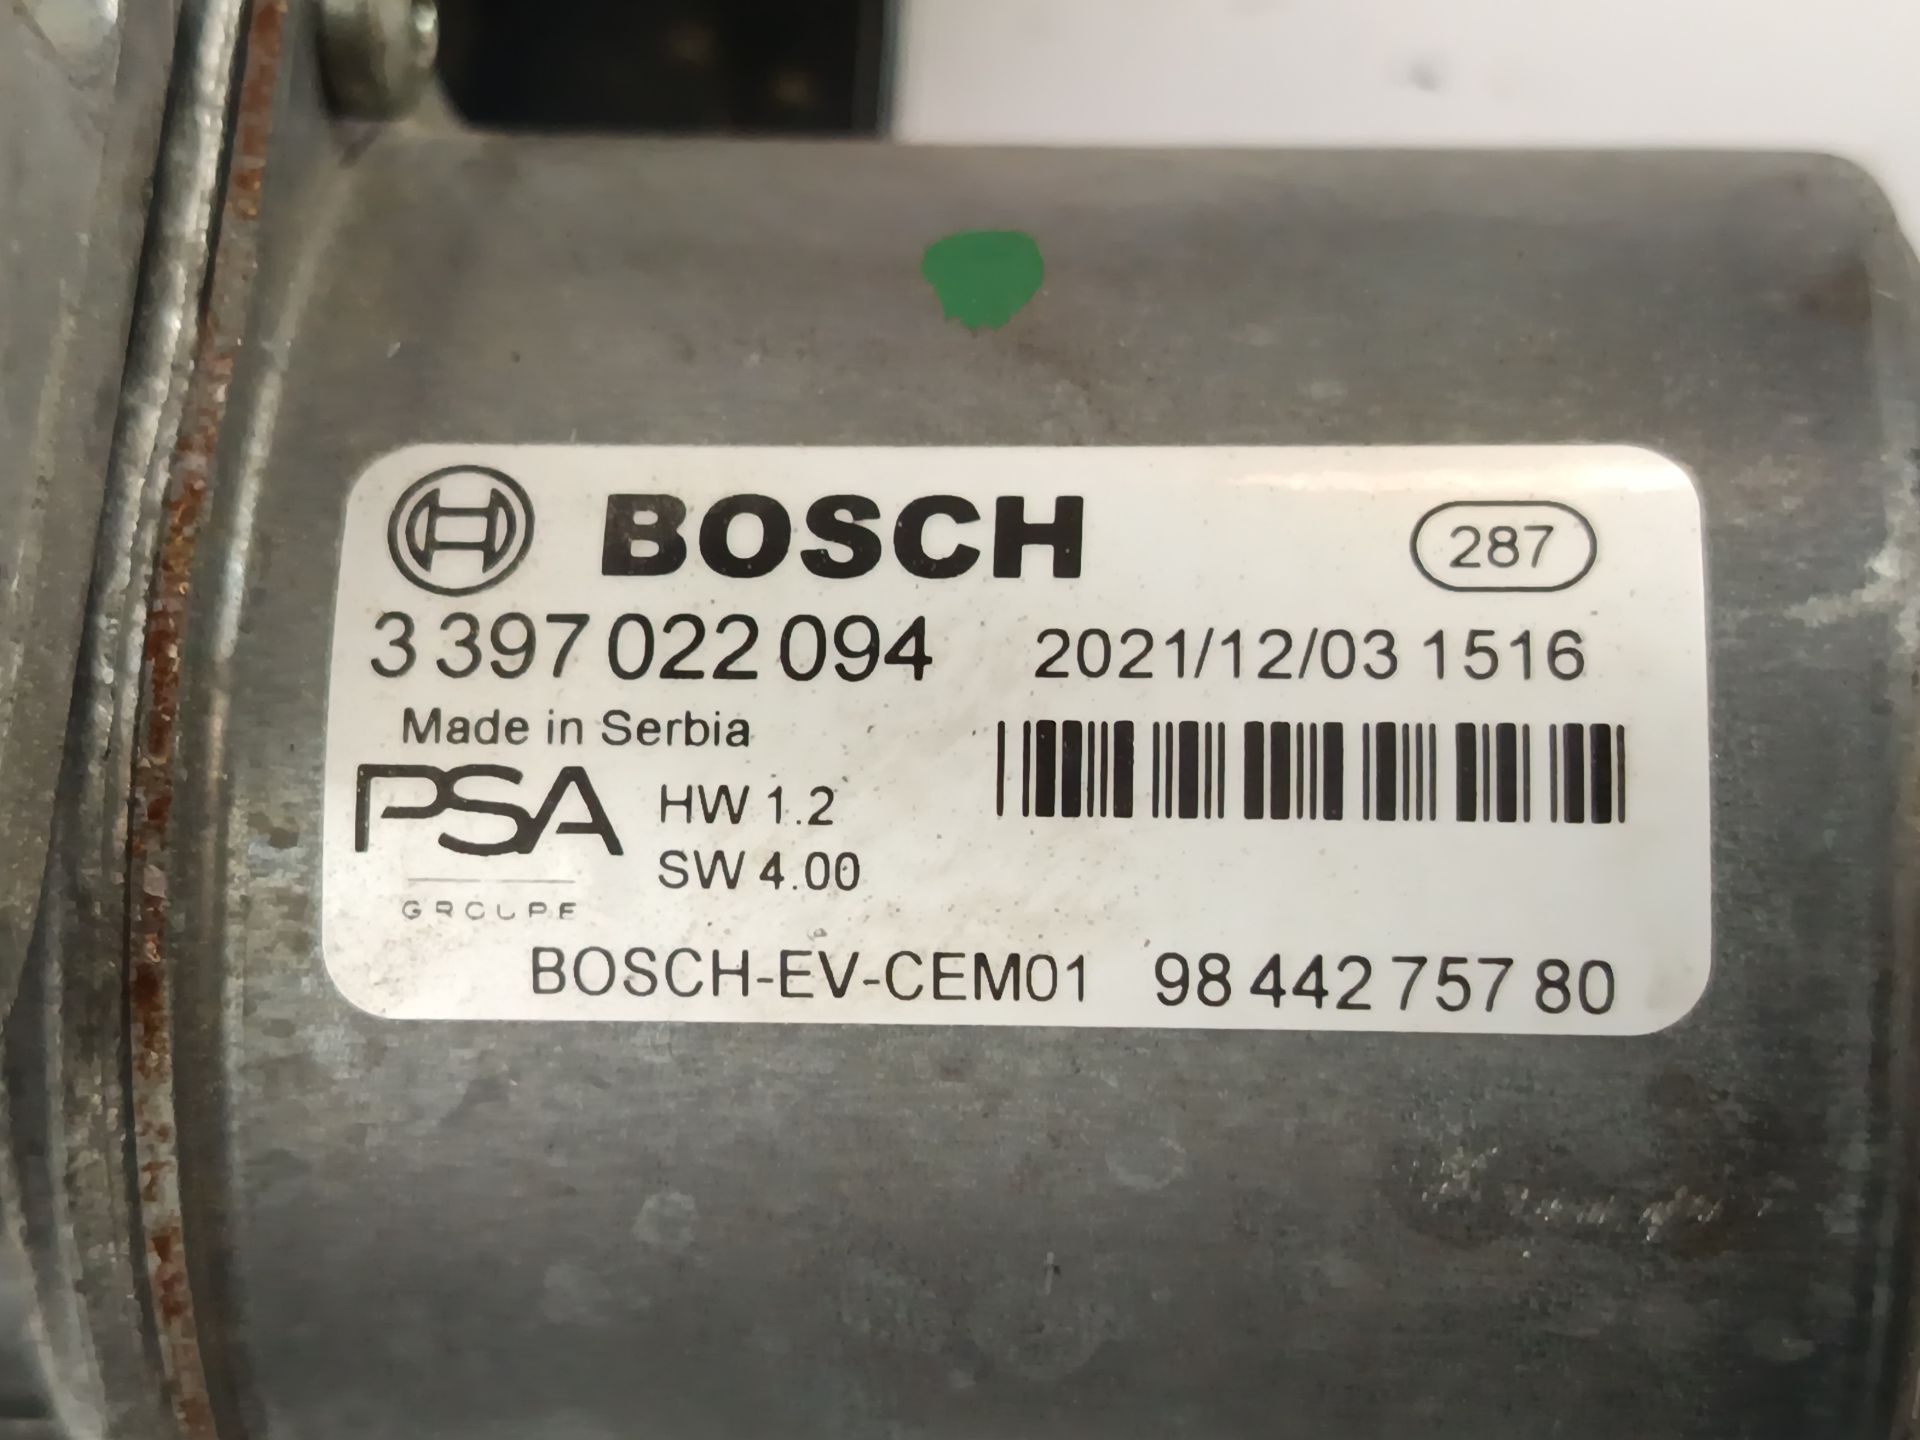 BOSCH 287
3 397 022 094 2021/12/03 1516
Made in Serbia
PSA HW 1.2
SW 4.00
GROUPE
BOSCH-EV-CEM01 98 442 757 80